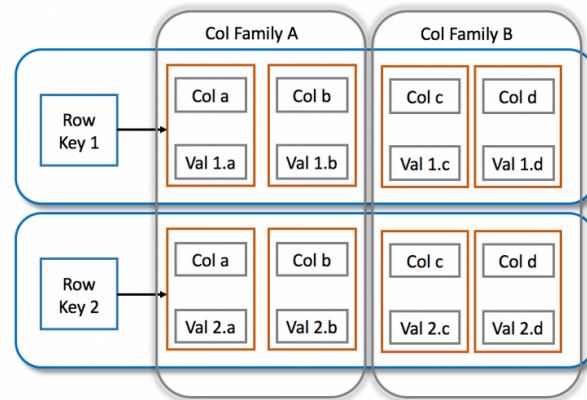 Col Family A
Col Family B
Col a
Col b
Col c
Col d
Row
Key 1
Val 1.a
Val 1.b
Val 1.c
Val 1.d
Col a
Col b
Col c
Col d
Row
Key 2
Val 2.a
Val 2.b
Val 2.c
Val 2.d